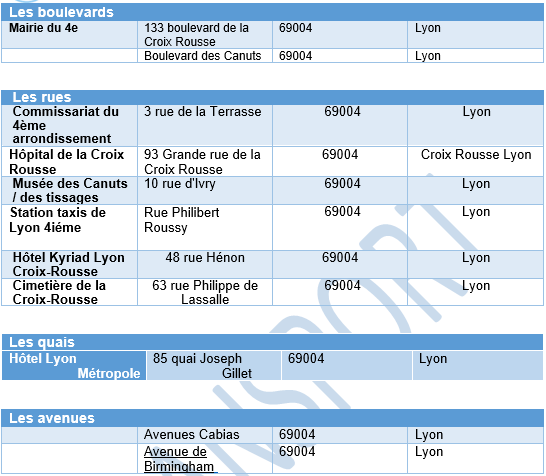 Les boulevards
Mairie du 4e 133 boulevard de la Croix Rousse 69004 Lyon
Boulevard des Canuts 69004 Lyon
Les rues
Commissariat du 4ème arrondissement 3 rue de la Terrasse 69004 Lyon
Hôpital de la Croix Rousse 93 Grande rue de la Croix Rousse 69004 Croix Rousse Lyon
Musée des Canuts / des tissages 10 rue d'Ivry 69004 Lyon
Station taxis de Lyon 4iéme Rue Philibert Roussy 69004 Lyon
Hôtel Kyriad Lyon Croix-Rousse 48 rue Hénon 69004 Lyon
Cimetière de la Croix-Rousse 63 rue Philippe de Lassalle 69004 Lyon
Les quais
Hôtel Lyon Métropole 85 quai Joseph Gillet 69004 Lyon
Les avenues
Avenues Cabias 69004 Lyon
Avenue de Birmingham 69004 Lyon